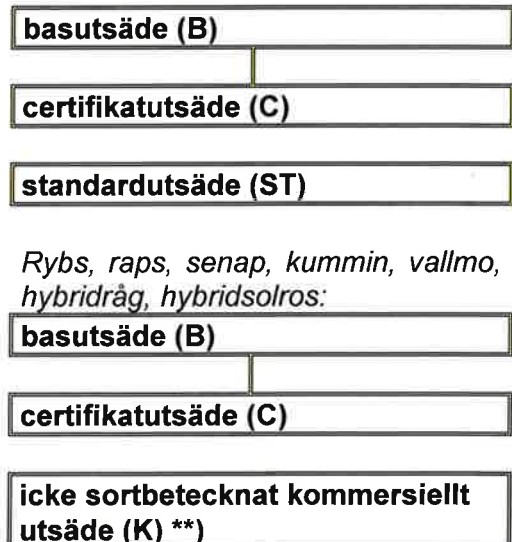 basutsäde (B)
certifikatutsäde (C)
standardutsäde (ST)
Rybs, raps, senap, kummin, vallmo,
hybridråg, hybridsolros:
basutsäde (B)
certifikatutsäde (C)
icke sortbetecknat kommersiellt
utsäde (K) **)